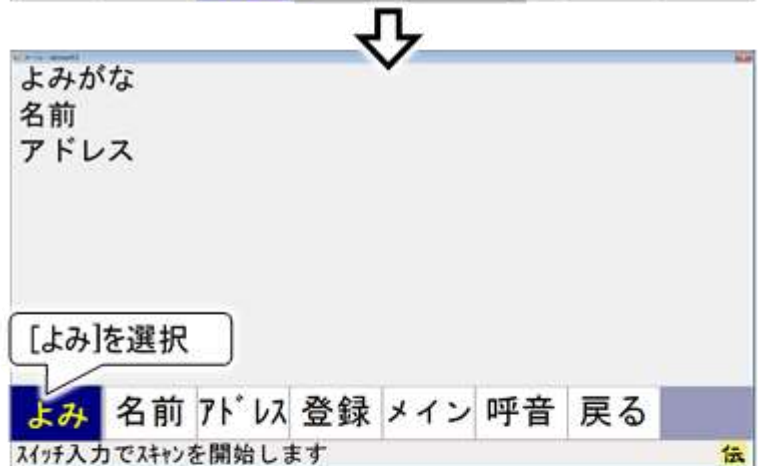 よみがな
名前
アドレス
[よみ]を選択
よみ 名前 ｱﾄﾞﾚｽ 登録 メイン 呼音 戻る
ｽｲｯﾁ入力でｽｷｬﾝを開始します 伝